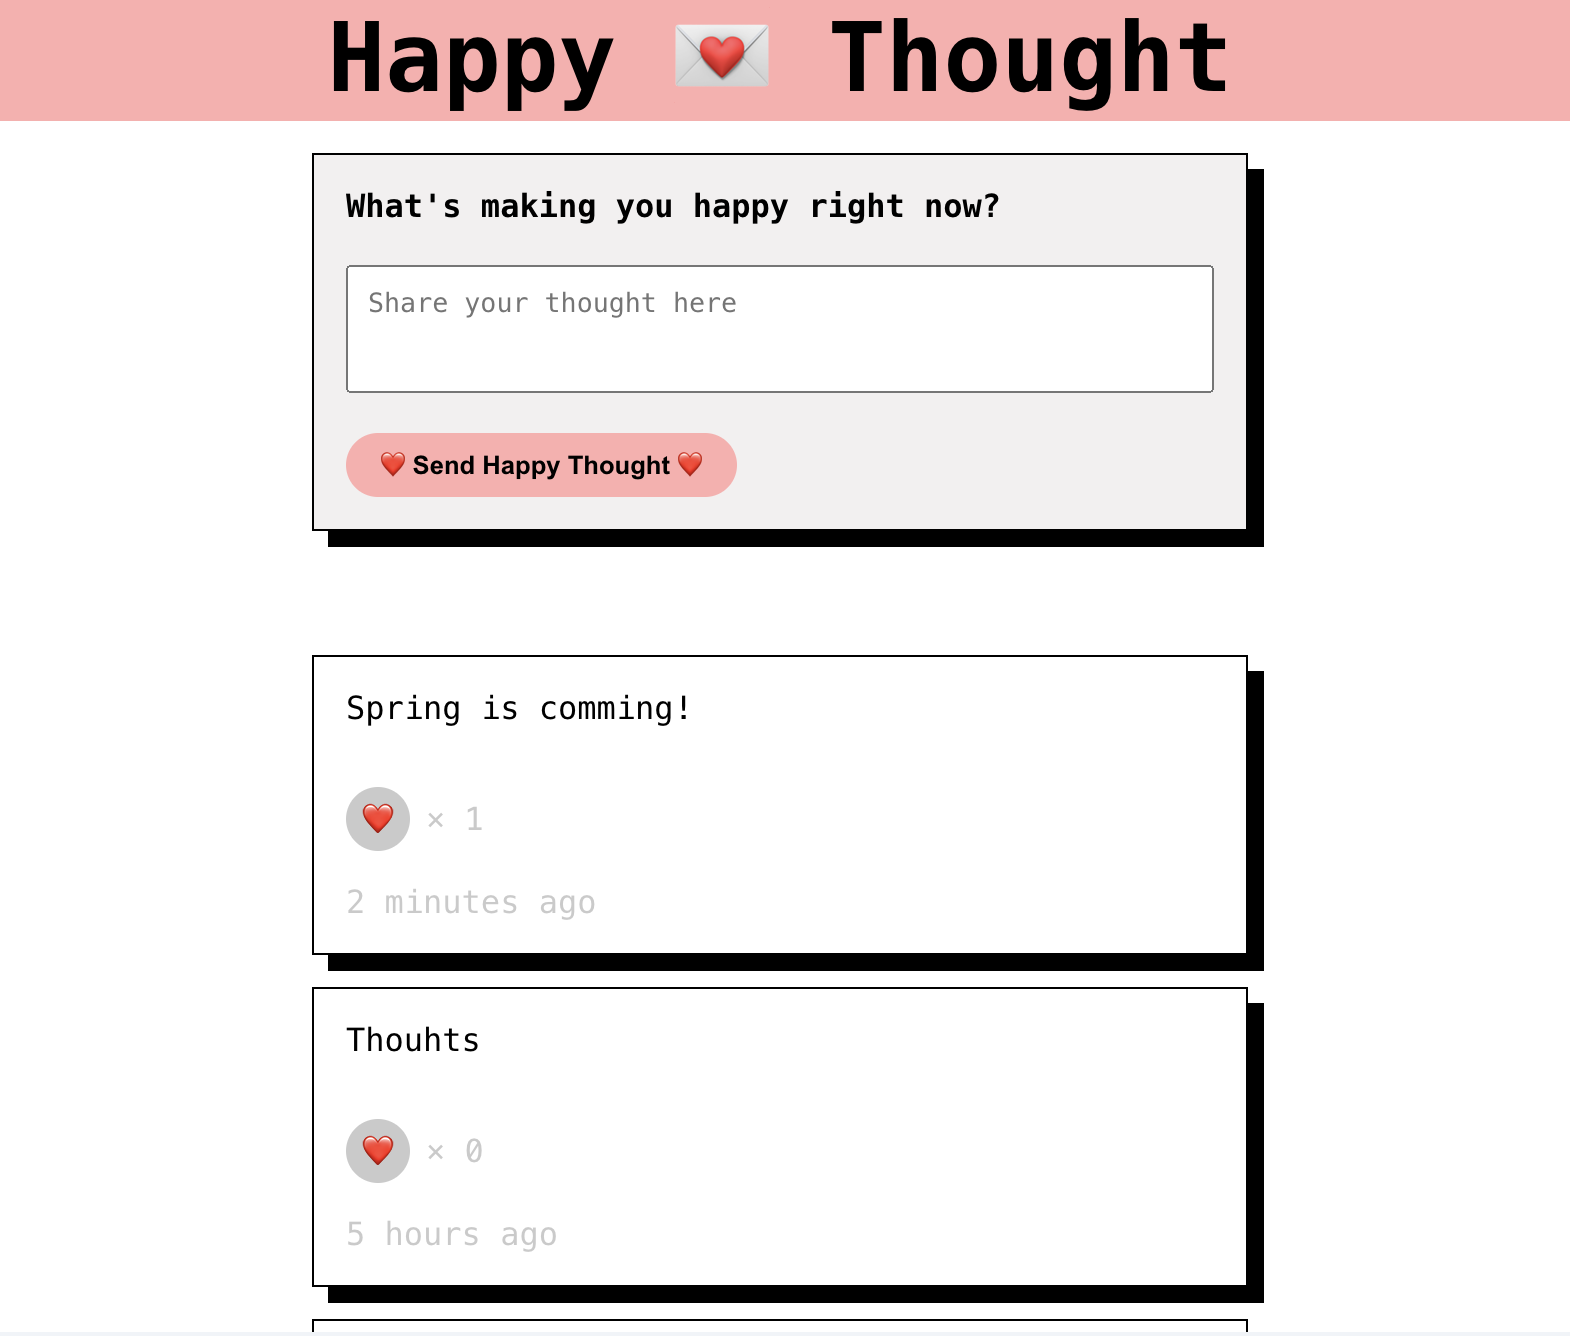 Happy 💌 Thought
What's making you happy right now?
Share your thought here
❤️ Send Happy Thought ❤️
Spring is comming!
❤️ × 1
2 minutes ago
Thouhts
❤️ × 0
5 hours ago